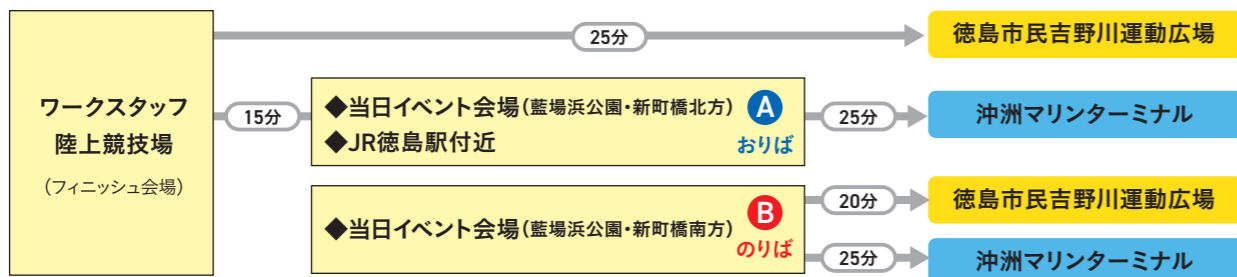 25分
徳島市民吉野川運動広場
ワークスタッフ
陸上競技場
(フィニッシュ会場)
15分
◆当日イベント会場(藍場浜公園・新町橋北方)
◆JR徳島駅付近
A
おりば
25分
沖洲マリンターミナル
◆当日イベント会場(藍場浜公園・新町橋南方)
B
のりば
20分
徳島市民吉野川運動広場
25分
沖洲マリンターミナル